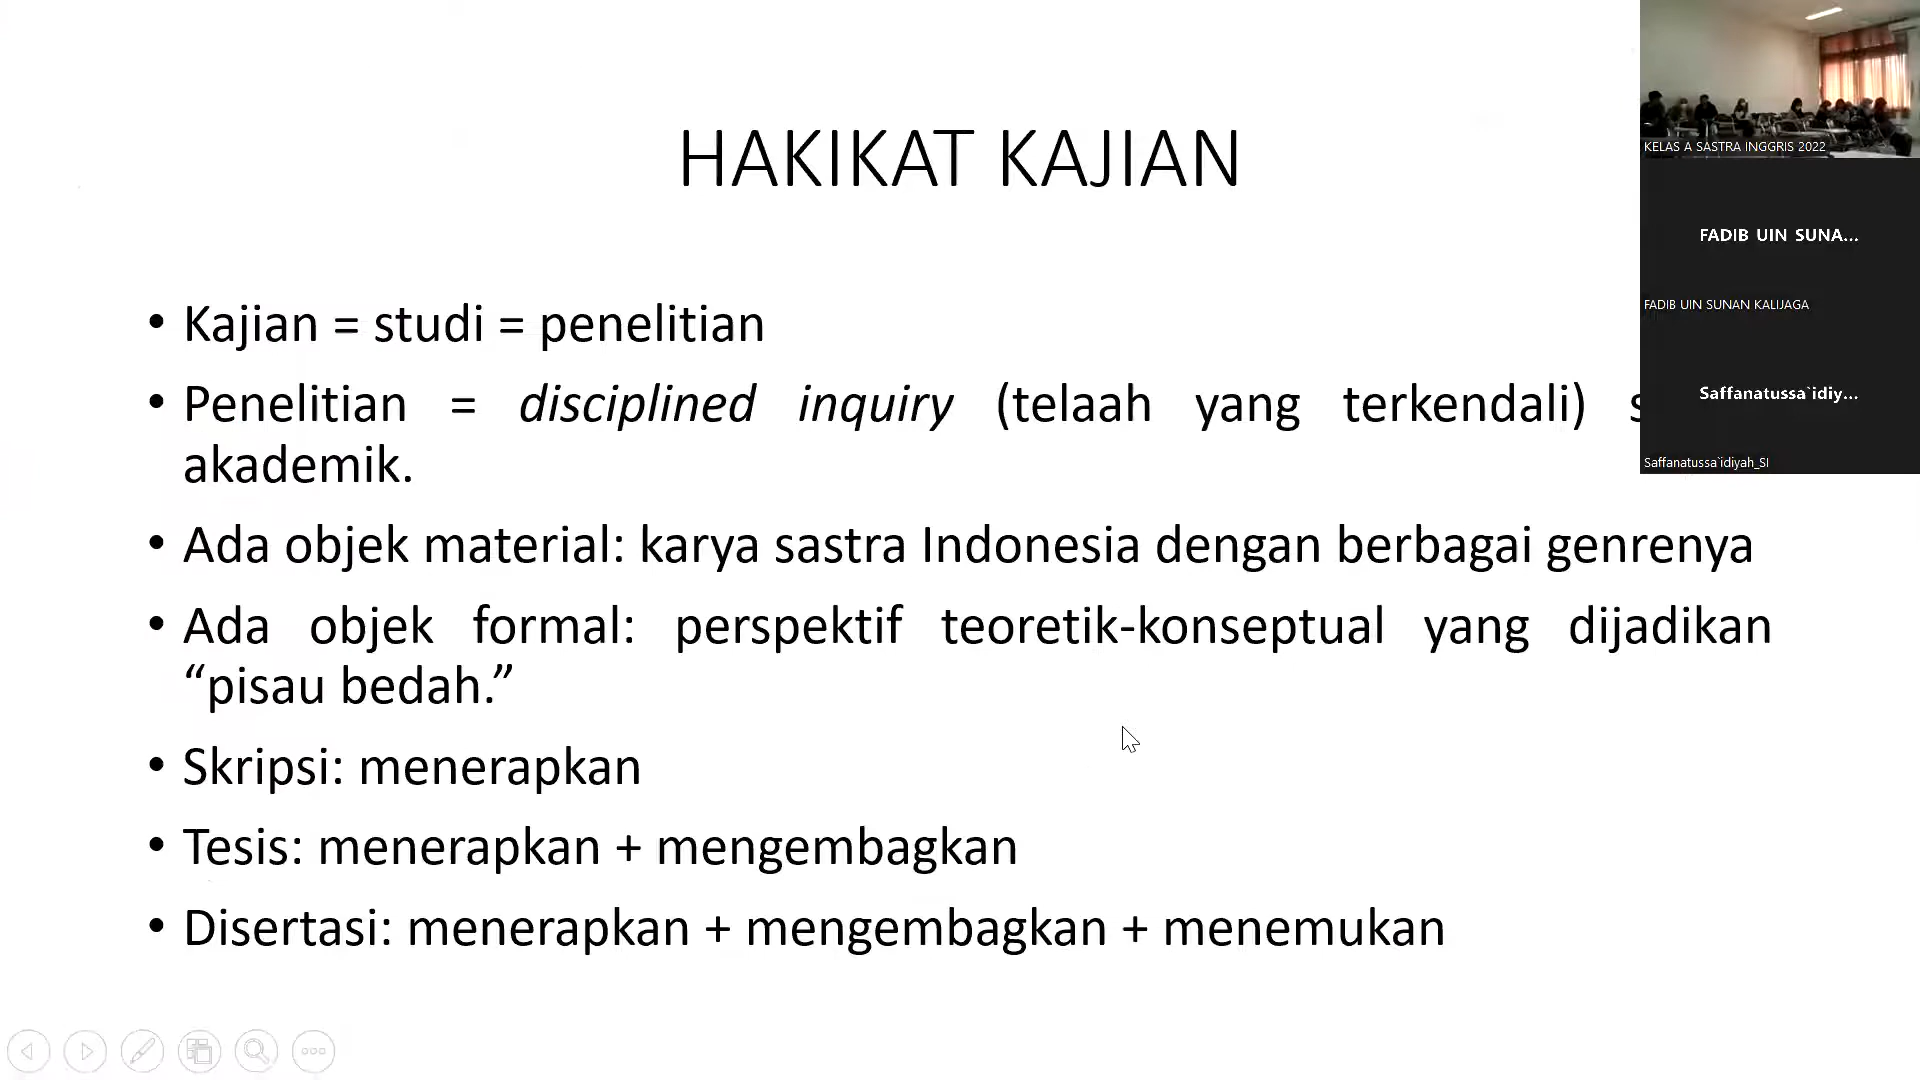 HAKIKAT KAJIAN
• Kajian = studi = penelitian
• Penelitian = disciplined inquiry (telaah yang terkendali)
akademik.
• Ada objek material: karya sastra Indonesia dengan berbagai genrenya
• Ada objek formal: perspektif teoretik-konseptual yang dijadikan
“pisau bedah.”
• Skripsi: menerapkan
• Tesis: menerapkan + mengembagkan
• Disertasi: menerapkan + mengembagkan + menemukan
KELAS A SASTRA INGGRIS 2022
FADIB UIN SUNA...
FADIB UIN SUNAN KALIJAGA
Saffanatussa`idiy...
Saffanatussa`idiyah_SI